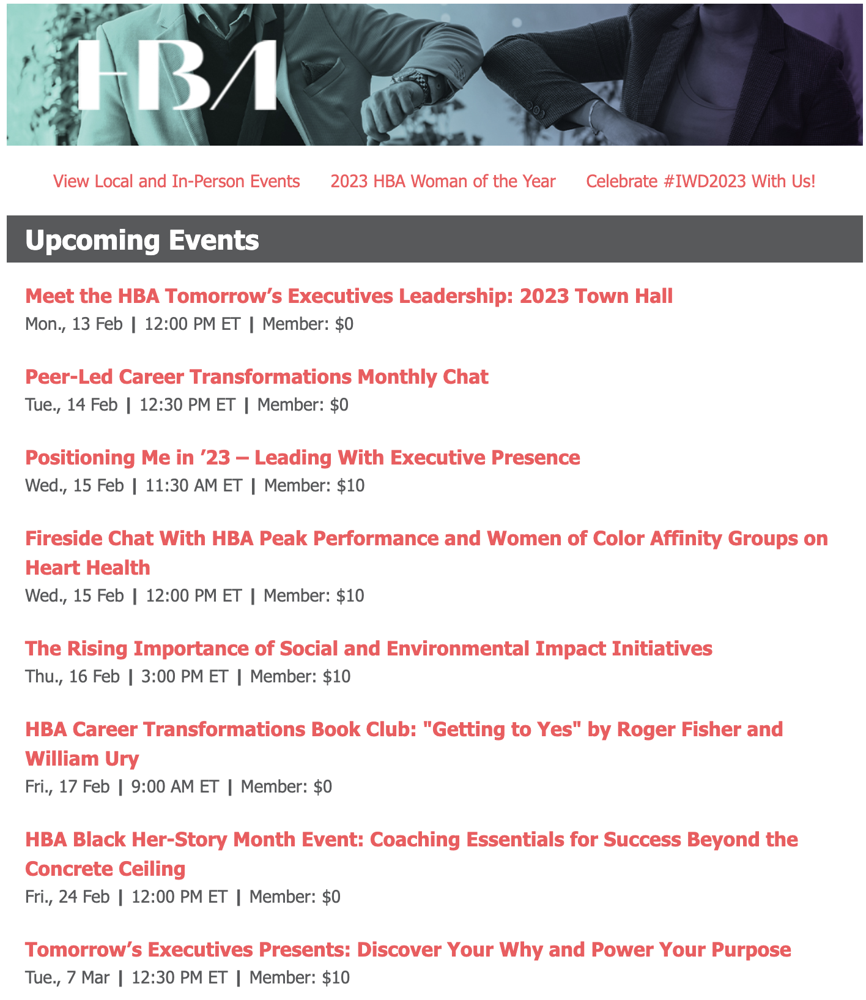 HBA
View Local and In-Person Events 2023 HBA Woman of the Year Celebrate #IWD2023 With Us!
Upcoming Events
Meet the HBA Tomorrow’s Executives Leadership: 2023 Town Hall
Mon., 13 Feb | 12:00 PM ET | Member: $0
Peer-Led Career Transformations Monthly Chat
Tue., 14 Feb | 12:30 PM ET | Member: $0
Positioning Me in ’23 – Leading With Executive Presence
Wed., 15 Feb | 11:30 AM ET | Member: $10
Fireside Chat With HBA Peak Performance and Women of Color Affinity Groups on
Heart Health
Wed., 15 Feb | 12:00 PM ET | Member: $10
The Rising Importance of Social and Environmental Impact Initiatives
Thu., 16 Feb | 3:00 PM ET | Member: $10
HBA Career Transformations Book Club: "Getting to Yes" by Roger Fisher and
William Ury
Fri., 17 Feb | 9:00 AM ET | Member: $0
HBA Black Her-Story Month Event: Coaching Essentials for Success Beyond the
Concrete Ceiling
Fri., 24 Feb | 12:00 PM ET | Member: $0
Tomorrow’s Executives Presents: Discover Your Why and Power Your Purpose
Tue., 7 Mar | 12:30 PM ET | Member: $10